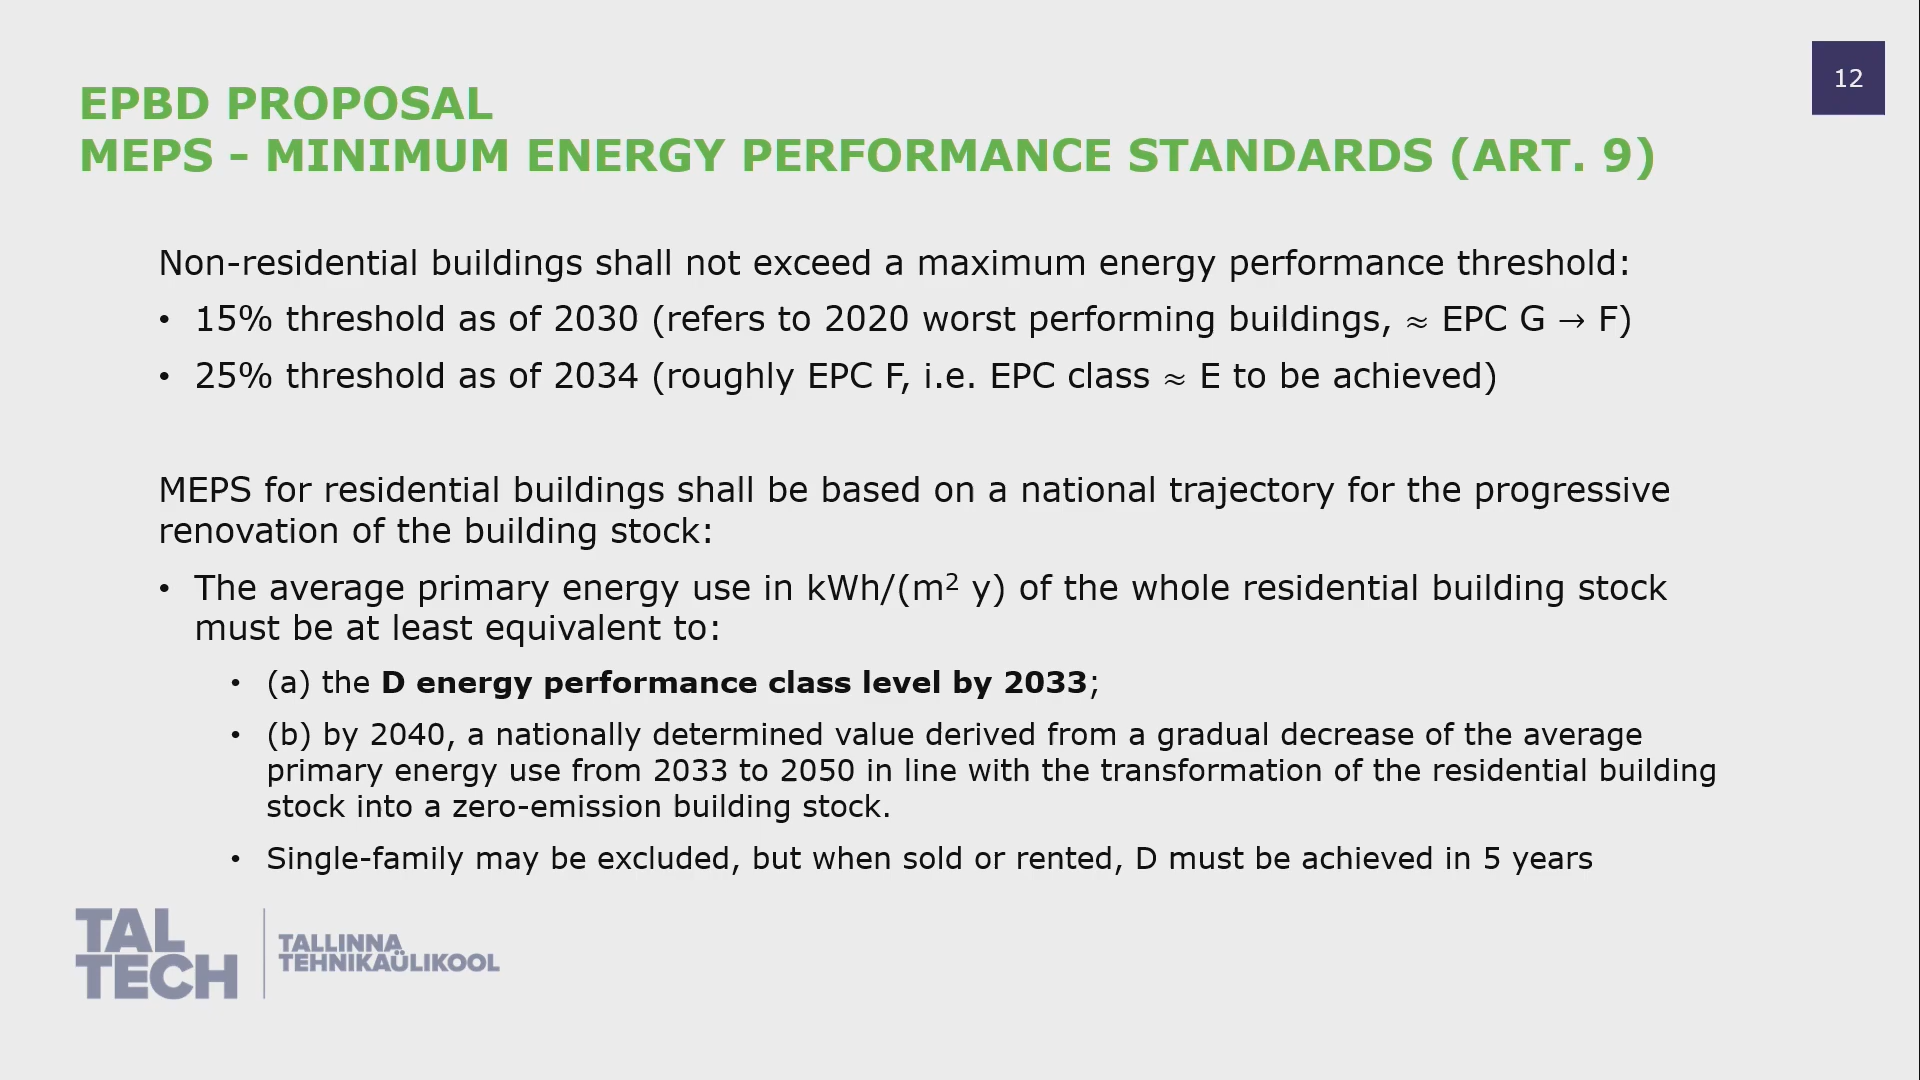 12
EPBD PROPOSAL
MEPS – MINIMUM ENERGY PERFORMANCE STANDARDS (ART. 9)
Non-residential buildings shall not exceed a maximum energy performance threshold:
• 15% threshold as of 2030 (refers to 2020 worst performing buildings, ≈ EPC G → F)
• 25% threshold as of 2034 (roughly EPC F, i.e. EPC class ≈ E to be achieved)
MEPS for residential buildings shall be based on a national trajectory for the progressive
renovation of the building stock:
• The average primary energy use in kWh/(m² y) of the whole residential building stock
must be at least equivalent to:
• (a) the D energy performance class level by 2033;
• (b) by 2040, a nationally determined value derived from a gradual decrease of the average
primary energy use from 2033 to 2050 in line with the transformation of the residential building
stock into a zero-emission building stock.
• Single-family may be excluded, but when sold or rented, D must be achieved in 5 years
TAL
TECH
TALLINNA
TEHNIKAÜLIKOOL